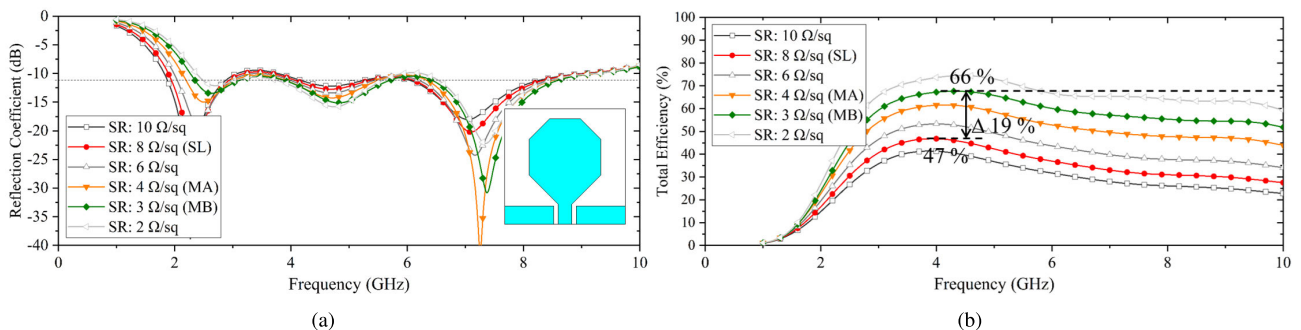 0
-5
-10
-15
-20
-25
-30
-35
-40
Reflection Coefficient (dB)
SR: 10 Ω/sq
SR: 8 Ω/sq (SL)
SR: 6 Ω/sq
SR: 4 Ω/sq (MA)
SR: 3 Ω/sq (MB)
SR: 2 Ω/sq
0 2 4 6 8 10
Frequency (GHz)
(a)
100
90
80
70
60
50
40
30
20
10
0
Total Efficiency (%)
SR: 10 Ω/sq
SR: 8 Ω/sq (SL)
SR: 6 Ω/sq
SR: 4 Ω/sq (MA)
SR: 3 Ω/sq (MB)
SR: 2 Ω/sq
66 %
Δ 19 %
47 %
0 2 4 6 8 10
Frequency (GHz)
(b)